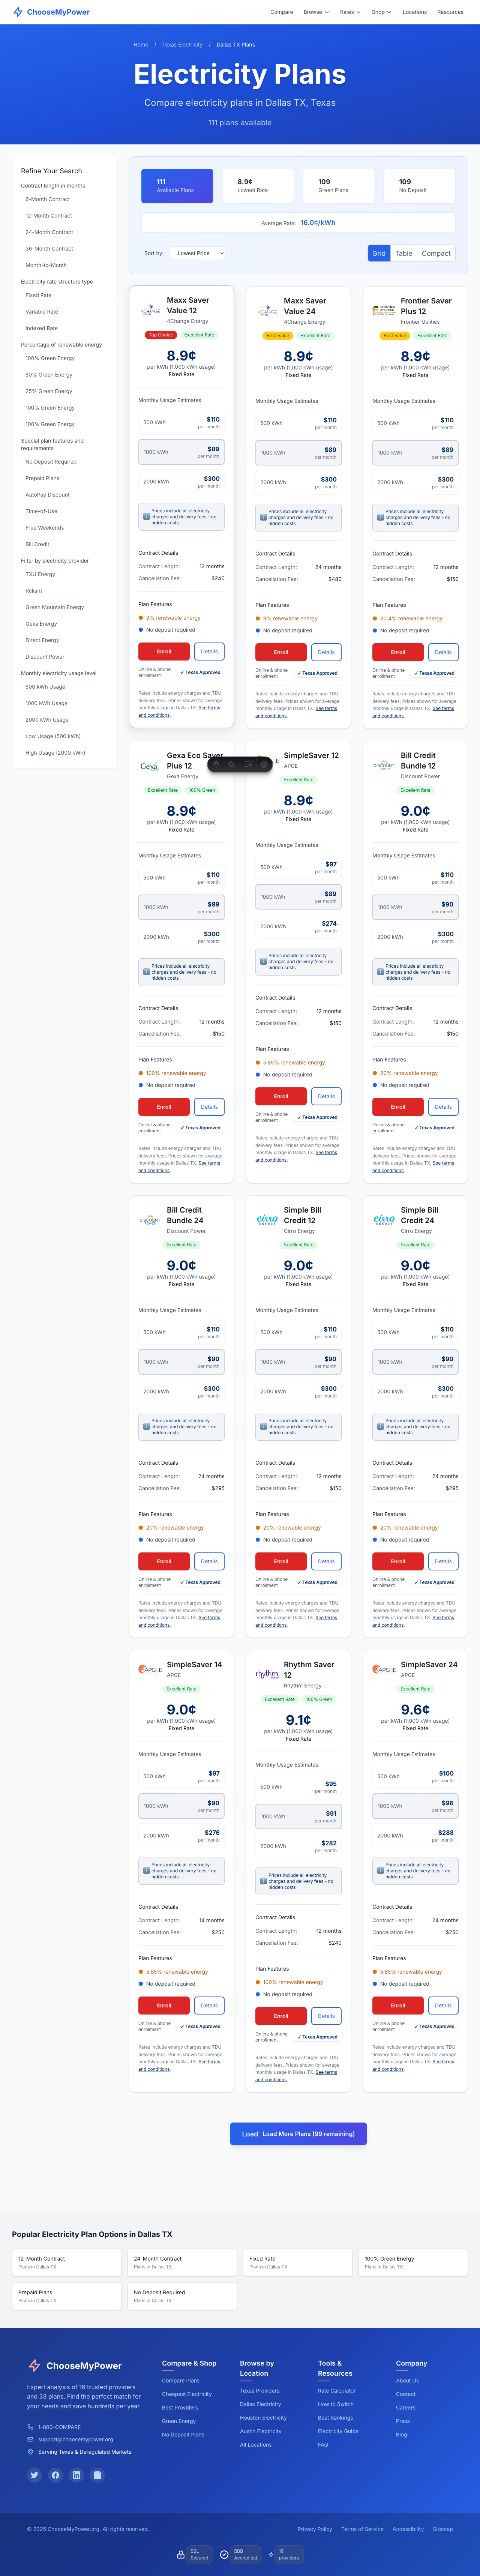 ChooseMyPower
Compare
Browse
Rates
Shop
Locations
Resources
Home / Texas Electricity / Dallas TX Plans
Electricity Plans
Compare electricity plans in Dallas TX, Texas
111 plans available
Refine Your Search
Contract length in months
6-Month Contract
12-Month Contract
24-Month Contract
36-Month Contract
Month-to-Month
Electricity rate structure type
Fixed Rate
Variable Rate
Indexed Rate
Percentage of renewable energy
100% Green Energy
50% Green Energy
25% Green Energy
100% Green Energy
100% Green Energy
Special plan features and
requirements
No Deposit Required
Prepaid Plans
AutoPay Discount
Time-of-Use
Free Weekends
Bill Credit
Filter by electricity provider
TXU Energy
Reliant
Green Mountain Energy
Gexa Energy
Direct Energy
Discount Power
Monthly electricity usage level
500 kWh Usage
1000 kWh Usage
2000 kWh Usage
Low Usage (500 kWh)
High Usage (2000 kWh)
111
Available Plans
8.9¢
Lowest Rate
109
Green Plans
109
No Deposit
Average Rate: 16.0¢/kWh
Sort by: Lowest Price
Grid Table Compact
Maxx Saver
Value 12
4Change Energy
Top Choice Excellent Rate
8.9¢
per kWh (1,000 kWh usage)
Fixed Rate
Monthly Usage Estimates
500 kWh $110
per month
1000 kWh $89
per month
2000 kWh $300
per month
Prices include all electricity
charges and delivery fees - no
hidden costs
Contract Details
Contract Length: 12 months
Cancellation Fee: $240
Plan Features
9% renewable energy
No deposit required
Enroll Details
Online & phone
enrollment
✓ Texas Approved
Rates include energy charges and TDU
delivery fees. Prices shown for average
monthly usage in Dallas TX. See terms
and conditions.
Maxx Saver
Value 24
4Change Energy
Best Value Excellent Rate
8.9¢
per kWh (1,000 kWh usage)
Fixed Rate
Monthly Usage Estimates
500 kWh $110
per month
1000 kWh $89
per month
2000 kWh $300
per month
Prices include all electricity
charges and delivery fees - no
hidden costs
Contract Details
Contract Length: 24 months
Cancellation Fee: $480
Plan Features
9% renewable energy
No deposit required
Enroll Details
Online & phone
enrollment
✓ Texas Approved
Rates include energy charges and TDU
delivery fees. Prices shown for average
monthly usage in Dallas TX. See terms
and conditions.
Frontier Saver
Plus 12
Frontier Utilities
Best Value Excellent Rate
8.9¢
per kWh (1,000 kWh usage)
Fixed Rate
Monthly Usage Estimates
500 kWh $110
per month
1000 kWh $89
per month
2000 kWh $300
per month
Prices include all electricity
charges and delivery fees - no
hidden costs
Contract Details
Contract Length: 12 months
Cancellation Fee: $150
Plan Features
30.4% renewable energy
No deposit required
Enroll Details
Online & phone
enrollment
✓ Texas Approved
Rates include energy charges and TDU
delivery fees. Prices shown for average
monthly usage in Dallas TX. See terms
and conditions.
Gexa
Gexa Eco Saver
Plus 12
Gexa Energy
Excellent Rate 100% Green
8.9¢
per kWh (1,000 kWh usage)
Fixed Rate
Monthly Usage Estimates
500 kWh $110
per month
1000 kWh $89
per month
2000 kWh $300
per month
Prices include all electricity
charges and delivery fees - no
hidden costs
Contract Details
Contract Length: 12 months
Cancellation Fee: $150
Plan Features
100% renewable energy
No deposit required
Enroll Details
Online & phone
enrollment
✓ Texas Approved
Rates include energy charges and TDU
delivery fees. Prices shown for average
monthly usage in Dallas TX. See terms
and conditions.
SimpleSaver 12
APGE
Excellent Rate
8.9¢
per kWh (1,000 kWh usage)
Fixed Rate
Monthly Usage Estimates
500 kWh $97
per month
1000 kWh $89
per month
2000 kWh $274
per month
Prices include all electricity
charges and delivery fees - no
hidden costs
Contract Details
Contract Length: 12 months
Cancellation Fee: $150
Plan Features
5.85% renewable energy
No deposit required
Enroll Details
Online & phone
enrollment
✓ Texas Approved
Rates include energy charges and TDU
delivery fees. Prices shown for average
monthly usage in Dallas TX. See terms
and conditions.
DISCOUNT
POWER
Bill Credit
Bundle 12
Discount Power
Excellent Rate
9.0¢
per kWh (1,000 kWh usage)
Fixed Rate
Monthly Usage Estimates
500 kWh $110
per month
1000 kWh $90
per month
2000 kWh $300
per month
Prices include all electricity
charges and delivery fees - no
hidden costs
Contract Details
Contract Length: 12 months
Cancellation Fee: $150
Plan Features
20% renewable energy
No deposit required
Enroll Details
Online & phone
enrollment
✓ Texas Approved
Rates include energy charges and TDU
delivery fees. Prices shown for average
monthly usage in Dallas TX. See terms
and conditions.
DISCOUNT
POWER
Bill Credit
Bundle 24
Discount Power
Excellent Rate
9.0¢
per kWh (1,000 kWh usage)
Fixed Rate
Monthly Usage Estimates
500 kWh $110
per month
1000 kWh $90
per month
2000 kWh $300
per month
Prices include all electricity
charges and delivery fees - no
hidden costs
Contract Details
Contract Length: 24 months
Cancellation Fee: $295
Plan Features
20% renewable energy
No deposit required
Enroll Details
Online & phone
enrollment
✓ Texas Approved
Rates include energy charges and TDU
delivery fees. Prices shown for average
monthly usage in Dallas TX. See terms
and conditions.
cirro
ENERGY
Simple Bill
Credit 12
Cirro Energy
Excellent Rate
9.0¢
per kWh (1,000 kWh usage)
Fixed Rate
Monthly Usage Estimates
500 kWh $110
per month
1000 kWh $90
per month
2000 kWh $300
per month
Prices include all electricity
charges and delivery fees - no
hidden costs
Contract Details
Contract Length: 12 months
Cancellation Fee: $150
Plan Features
20% renewable energy
No deposit required
Enroll Details
Online & phone
enrollment
✓ Texas Approved
Rates include energy charges and TDU
delivery fees. Prices shown for average
monthly usage in Dallas TX. See terms
and conditions.
cirro
ENERGY
Simple Bill
Credit 24
Cirro Energy
Excellent Rate
9.0¢
per kWh (1,000 kWh usage)
Fixed Rate
Monthly Usage Estimates
500 kWh $110
per month
1000 kWh $90
per month
2000 kWh $300
per month
Prices include all electricity
charges and delivery fees - no
hidden costs
Contract Details
Contract Length: 24 months
Cancellation Fee: $295
Plan Features
20% renewable energy
No deposit required
Enroll Details
Online & phone
enrollment
✓ Texas Approved
Rates include energy charges and TDU
delivery fees. Prices shown for average
monthly usage in Dallas TX. See terms
and conditions.
APG&E
SimpleSaver 14
APGE
Excellent Rate
9.0¢
per kWh (1,000 kWh usage)
Fixed Rate
Monthly Usage Estimates
500 kWh $97
per month
1000 kWh $90
per month
2000 kWh $276
per month
Prices include all electricity
charges and delivery fees - no
hidden costs
Contract Details
Contract Length: 14 months
Cancellation Fee: $250
Plan Features
5.85% renewable energy
No deposit required
Enroll Details
Online & phone
enrollment
✓ Texas Approved
Rates include energy charges and TDU
delivery fees. Prices shown for average
monthly usage in Dallas TX. See terms
and conditions.
rhythm
Rhythm Saver
12
Rhythm Energy
Excellent Rate 100% Green
9.1¢
per kWh (1,000 kWh usage)
Fixed Rate
Monthly Usage Estimates
500 kWh $95
per month
1000 kWh $91
per month
2000 kWh $282
per month
Prices include all electricity
charges and delivery fees - no
hidden costs
Contract Details
Contract Length: 12 months
Cancellation Fee: $240
Plan Features
100% renewable energy
No deposit required
Enroll Details
Online & phone
enrollment
✓ Texas Approved
Rates include energy charges and TDU
delivery fees. Prices shown for average
monthly usage in Dallas TX. See terms
and conditions.
APG&E
SimpleSaver 24
APGE
Excellent Rate
9.6¢
per kWh (1,000 kWh usage)
Fixed Rate
Monthly Usage Estimates
500 kWh $100
per month
1000 kWh $96
per month
2000 kWh $288
per month
Prices include all electricity
charges and delivery fees - no
hidden costs
Contract Details
Contract Length: 24 months
Cancellation Fee: $250
Plan Features
5.85% renewable energy
No deposit required
Enroll Details
Online & phone
enrollment
✓ Texas Approved
Rates include energy charges and TDU
delivery fees. Prices shown for average
monthly usage in Dallas TX. See terms
and conditions.
Load Load More Plans (99 remaining)
Popular Electricity Plan Options in Dallas TX
12-Month Contract
Plans in Dallas TX
24-Month Contract
Plans in Dallas TX
Fixed Rate
Plans in Dallas TX
100% Green Energy
Plans in Dallas TX
Prepaid Plans
Plans in Dallas TX
No Deposit Required
Plans in Dallas TX
ChooseMyPower
Expert analysis of 16 trusted providers
and 33 plans. Find the perfect match for
your needs and save hundreds per year.
1-800-COMPARE
support@choosemypower.org
Serving Texas & Deregulated Markets
Compare & Shop
Compare Plans
Cheapest Electricity
Best Providers
Green Energy
No Deposit Plans
Browse by
Location
Texas Providers
Dallas Electricity
Houston Electricity
Austin Electricity
All Locations
Tools &
Resources
Rate Calculator
How to Switch
Best Rankings
Electricity Guide
FAQ
Company
About Us
Contact
Careers
Press
Blog
© 2025 ChooseMyPower.org. All rights reserved.
Privacy Policy
Terms of Service
Accessibility
Sitemap
SSL
Secured
BBB
Accredited
16
providers